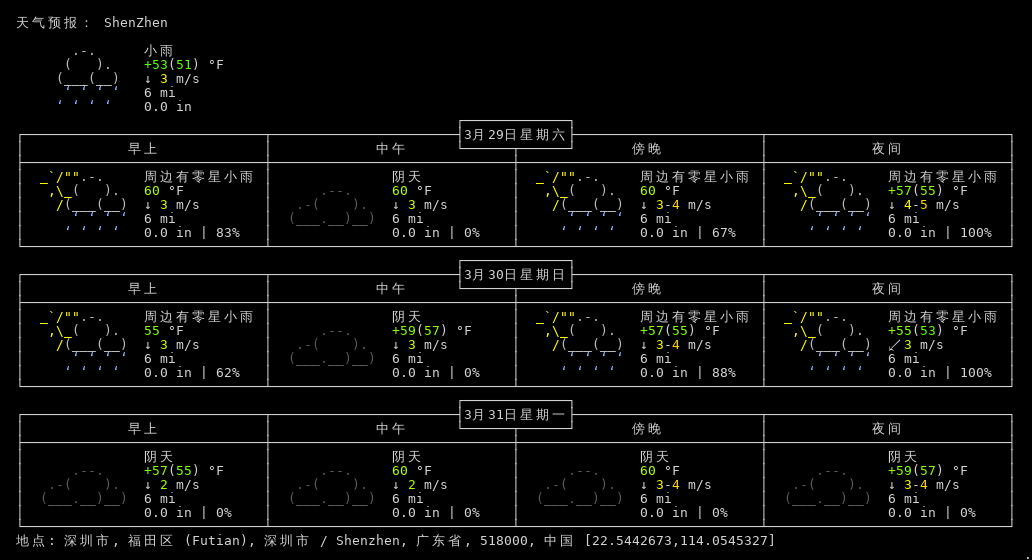 天气预报： ShenZhen
小雨
+53(51) °F
↓ 3 m/s
6 mi
0.0 in
3月29日星期六
早上 中午 傍晚 夜间
周边有零星小雨 阴天 周边有零星小雨 周边有零星小雨
60 °F 60 °F 60 °F +57(55) °F
↓ 3 m/s ↓ 3 m/s ↓ 3-4 m/s ↓ 4-5 m/s
6 mi 6 mi 6 mi 6 mi
0.0 in | 83% 0.0 in | 0% 0.0 in | 67% 0.0 in | 100%
3月30日星期日
早上 中午 傍晚 夜间
周边有零星小雨 阴天 周边有零星小雨 周边有零星小雨
55 °F +59(57) °F +57(55) °F +55(53) °F
↓ 3 m/s ↓ 3 m/s ↓ 3-4 m/s ↙ 3 m/s
6 mi 6 mi 6 mi 6 mi
0.0 in | 62% 0.0 in | 0% 0.0 in | 88% 0.0 in | 100%
3月31日星期一
早上 中午 傍晚 夜间
阴天 阴天 阴天 阴天
+57(55) °F 60 °F 60 °F +59(57) °F
↓ 2 m/s ↓ 2 m/s ↓ 3-4 m/s ↓ 3-4 m/s
6 mi 6 mi 6 mi 6 mi
0.0 in | 0% 0.0 in | 0% 0.0 in | 0% 0.0 in | 0%
地点: 深圳市, 福田区 (Futian), 深圳市 / Shenzhen, 广东省, 518000, 中国 [22.5442673,114.0545327]